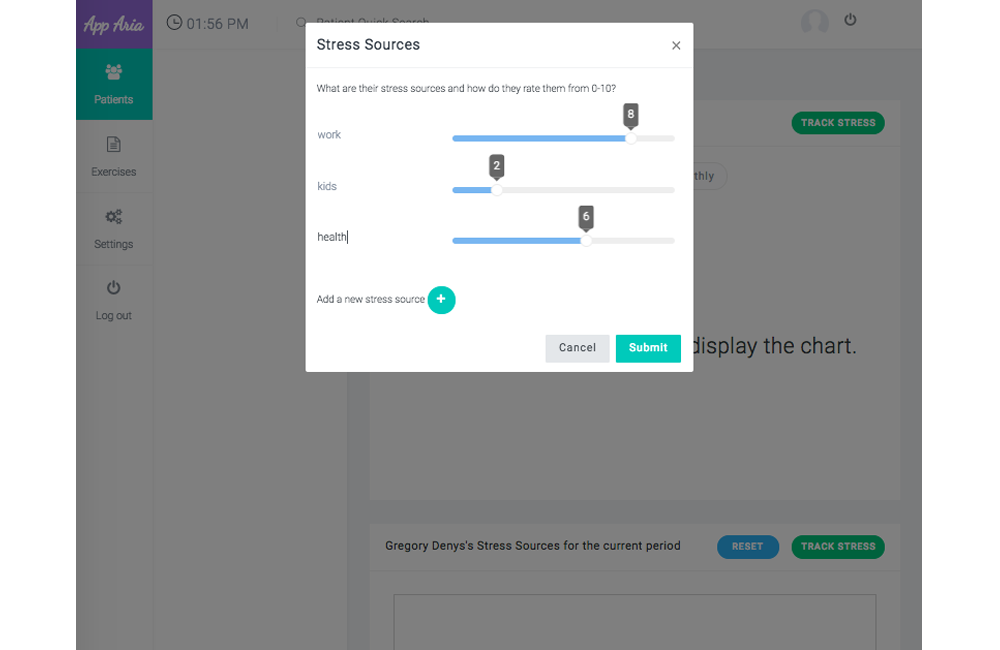 App Aria
01:56 PM
Patient Quick Search
Patients
Exercises
Settings
Log out
Stress Sources
×
What are their stress sources and how do they rate them from 0-10?
work
8
kids
2
health
6
Add a new stress source +
Cancel
Submit
TRACK STRESS
display the chart.
Gregory Denys's Stress Sources for the current period
RESET
TRACK STRESS